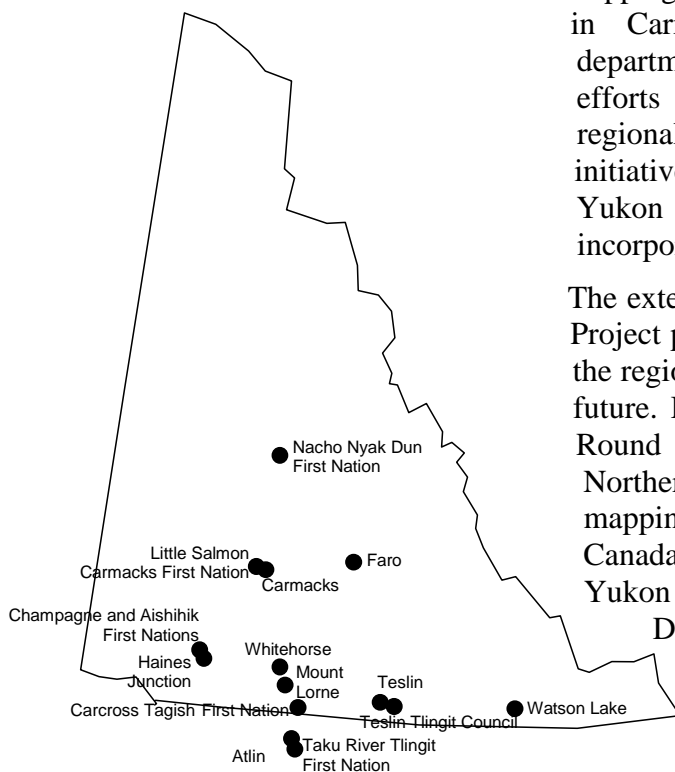 in Cari
departm
efforts
regional
initiative
Yukon
incorpo
The exte
Project p
the regio
future. I
Round
Norther
mappin
Canada
Yukon
D
Nacho Nyak Dun
First Nation
Little Salmon
Carmacks First Nation
Carmacks
Faro
Champagne and Aishihik
First Nations
Haines
Junction
Whitehorse
Mount
Lorne
Carcross Tagish First Nation
Teslin
Teslin Tlingit Council
Watson Lake
Atlin
Taku River Tlingit
First Nation